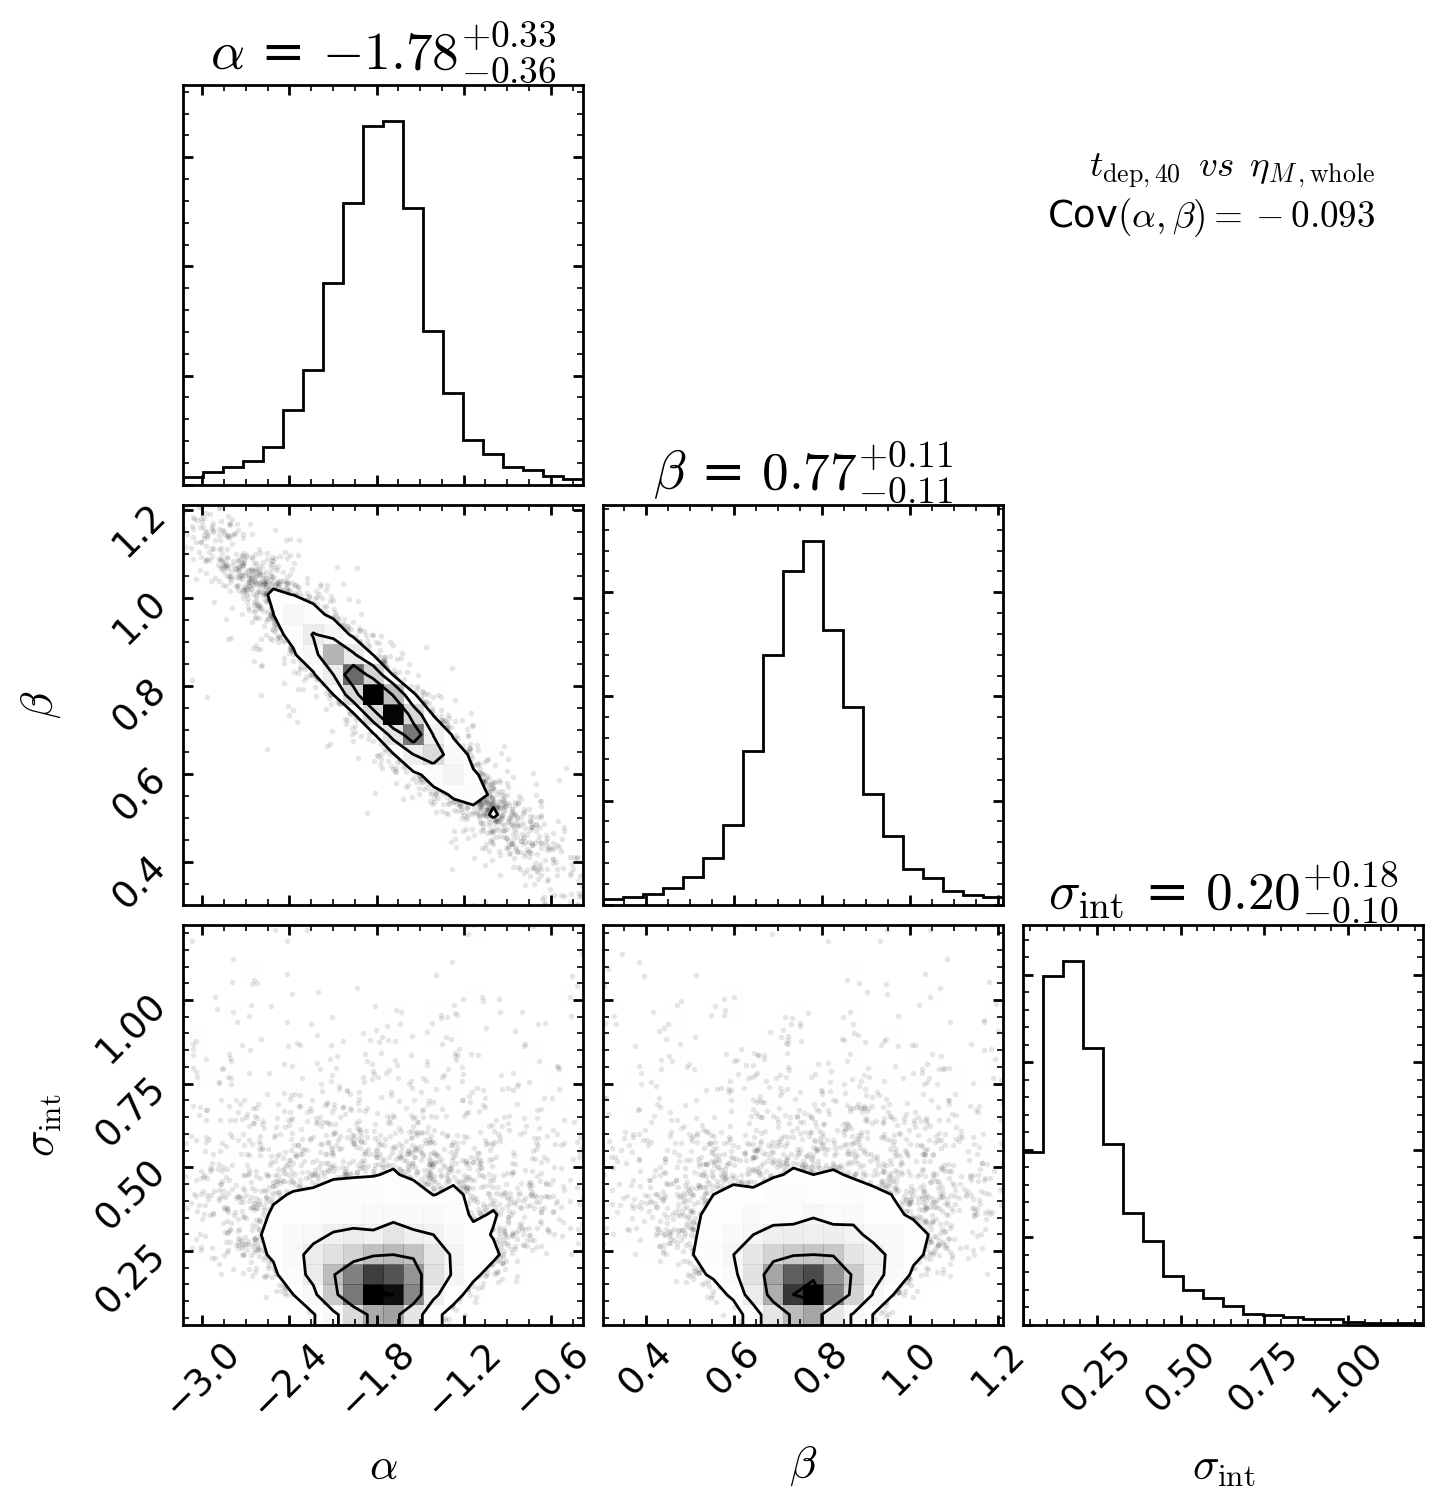 α = −1.78 +0.33 −0.36
t_dep, 40 vs η_M, whole
Cov(α, β) = − 0.093
β = 0.77 +0.11 −0.11
β
1.2
1.0
0.8
0.6
0.4
σ_int = 0.20 +0.18 −0.10
σ_int
1.00
0.75
0.50
0.25
−3.0 −2.4 −1.8 −1.2 −0.6
0.4 0.6 0.8 1.0 1.2
0.25 0.50 0.75 1.00
α β σ_int